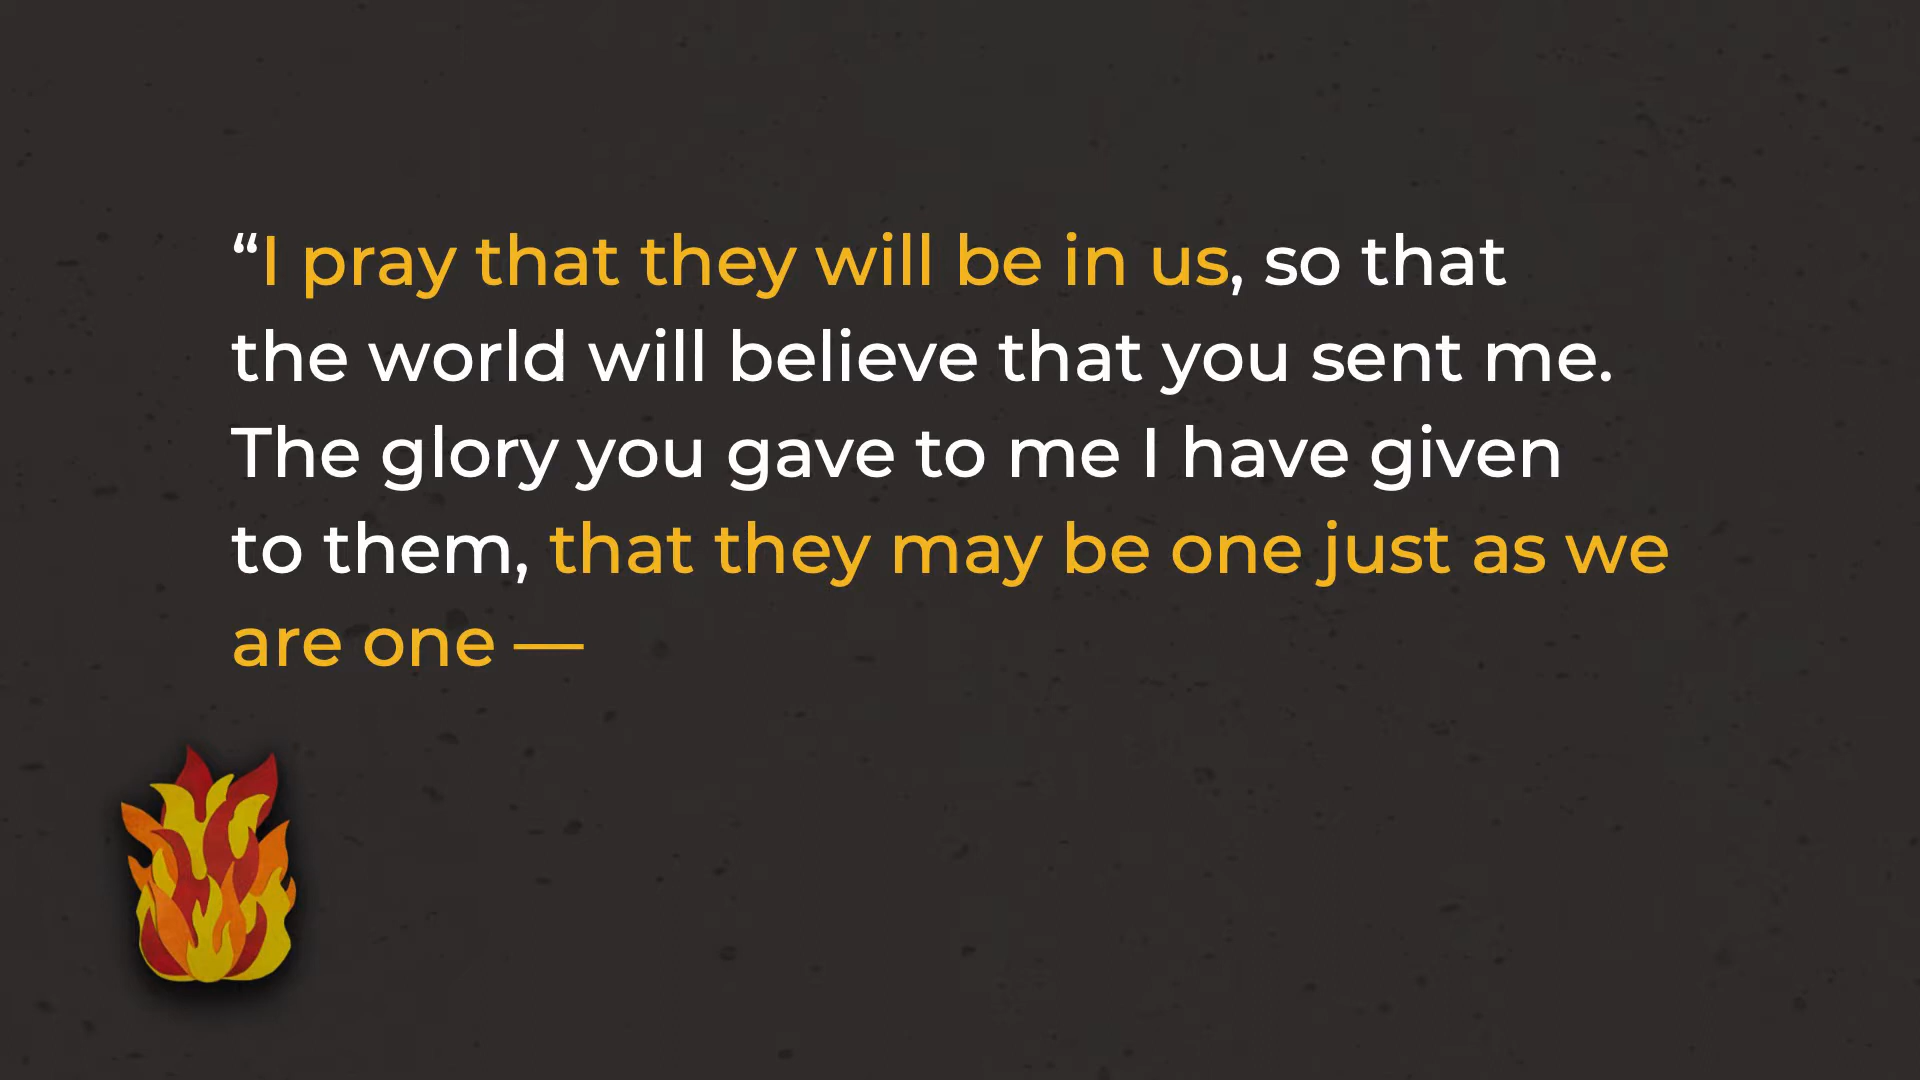 “I pray that they will be in us, so that
the world will believe that you sent me.
The glory you gave to me I have given
to them, that they may be one just as we
are one —